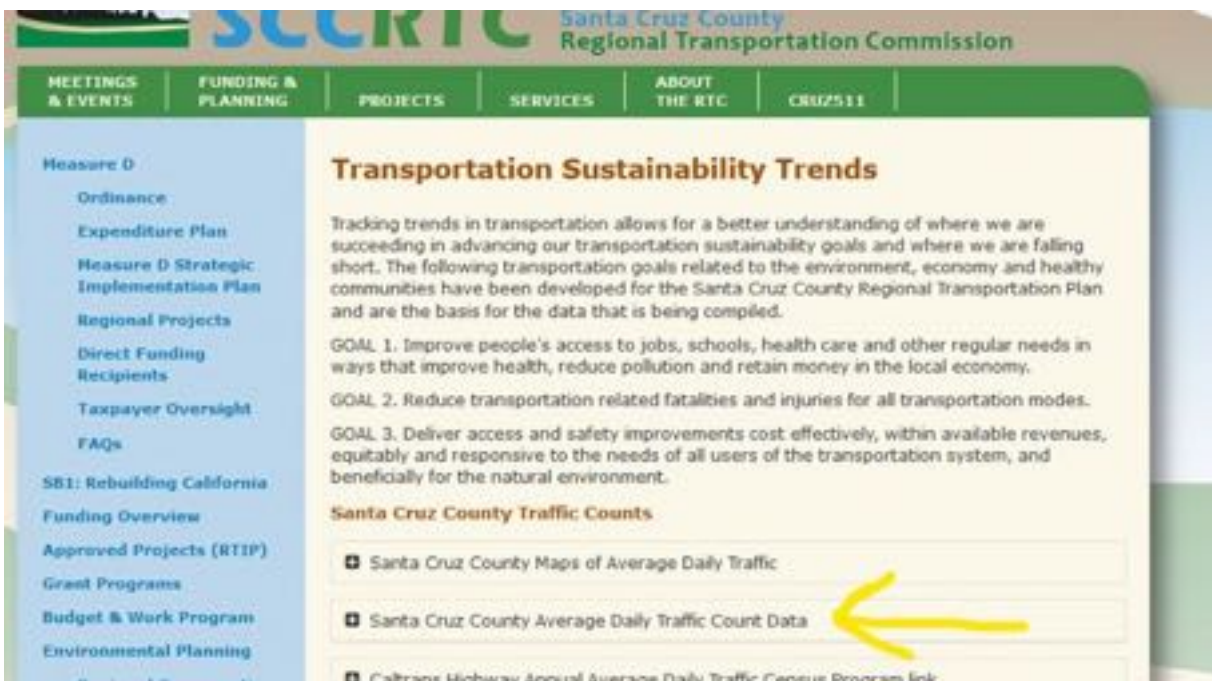 SCCRTC
Santa Cruz County
Regional Transportation Commission
MEETINGS
& EVENTS
FUNDING &
PLANNING
PROJECTS
SERVICES
ABOUT
THE RTC
CRUZ511
Measure D
Ordinance
Expenditure Plan
Measure D Strategic
Implementation Plan
Regional Projects
Direct Funding
Recipients
Taxpayer Oversight
FAQs
SB1: Rebuilding California
Funding Overview
Approved Projects (RTIP)
Grant Programs
Budget & Work Program
Environmental Planning
Transportation Sustainability Trends
Tracking trends in transportation allows for a better understanding of where we are
succeeding in advancing our transportation sustainability goals and where we are falling
short. The following transportation goals related to the environment, economy and healthy
communities have been developed for the Santa Cruz County Regional Transportation Plan
and are the basis for the data that is being compiled.
GOAL 1. Improve people's access to jobs, schools, health care and other regular needs in
ways that improve health, reduce pollution and retain money in the local economy.
GOAL 2. Reduce transportation related fatalities and injuries for all transportation modes.
GOAL 3. Deliver access and safety improvements cost effectively, within available revenues,
equitably and responsive to the needs of all users of the transportation system, and
beneficially for the natural environment.
Santa Cruz County Traffic Counts
Santa Cruz County Maps of Average Daily Traffic
Santa Cruz County Average Daily Traffic Count Data
Caltrans Highway Annual Average Daily Traffic Census Program link